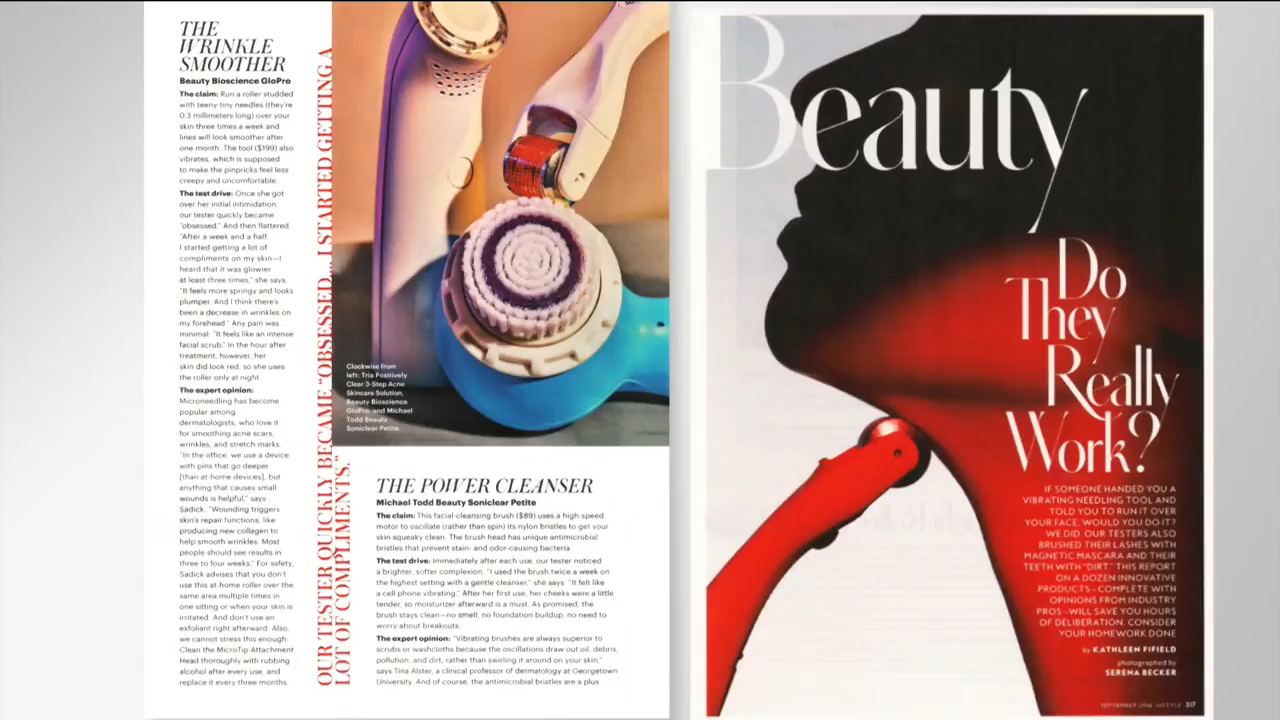 THE
WRINKLE
SMOOTHER
Beauty Bioscience GloPro
The claim: Run a roller studded
with teeny-tiny needles (they're
0.3 millimeters long) over your
skin three times a week and
lines will look smoother after
one month. The tool ($199) also
vibrates, which is supposed
to make the pinpricks feel less
creepy and uncomfortable.
The test drive: Once she got
over her initial intimidation,
our tester quickly became
"obsessed." And then flattered.
"After a week and a half,
I started getting a lot of
compliments on my skin—I
heard that it was glowier
at least three times," she says.
"It feels more springy and looks
plumper. And I think there's
been a decrease in wrinkles on
my forehead." Any pain was
minimal: "It feels like an intense
facial scrub." In the hour after
treatment, however, her
skin did look red, so she uses
the roller only at night.
The expert opinion:
Microneedling has become
popular among
dermatologists, who love it
for smoothing acne scars,
wrinkles, and stretch marks.
"In the office, we use a device
with pins that go deeper
[than at-home devices], but
anything that causes small
wounds is helpful," says
Sadick. "Wounding triggers
skin's repair functions, like
producing new collagen to
help smooth wrinkles. Most
people should see results in
three to four weeks." For safety,
Sadick advises that you don't
use this at-home roller over the
same area multiple times in
one sitting or when your skin is
irritated. And don't use an
exfoliant right afterward. Also,
we cannot stress this enough:
Clean the MicroTip Attachment
Head thoroughly with rubbing
alcohol after every use, and
replace it every three months.
OUR TESTER QUICKLY BECAME "OBSESSED.... I STARTED GETTING A
LOT OF COMPLIMENTS."
Clockwise from
left: Tria Positively
Clear 3-Step Acne
Skincare Solution,
Beauty Bioscience
GloPro, and Michael
Todd Beauty
Soniclear Petite.
THE POWER CLEANSER
Michael Todd Beauty Soniclear Petite
The claim: This facial-cleansing brush ($89) uses a high-speed
motor to oscillate (rather than spin) its nylon bristles to get your
skin squeaky clean. The brush head has unique antimicrobial
bristles that prevent stain- and odor-causing bacteria.
The test drive: Immediately after each use, our tester noticed
a brighter, softer complexion. "I used the brush twice a week on
the highest setting with a gentle cleanser," she says. "It felt like
a cell phone vibrating." After her first use, her cheeks were a little
tender, so moisturizer afterward is a must. As promised, the
brush stays clean—no smell, no foundation buildup, no need to
worry about breakouts.
The expert opinion: "Vibrating brushes are always superior to
scrubs or washcloths because the oscillations draw out oil, debris,
pollution, and dirt, rather than swirling it around on your skin,"
says Tina Alster, a clinical professor of dermatology at Georgetown
University. And of course, the antimicrobial bristles are a plus.
Beauty
Do
They
Really
Work?
IF SOMEONE HANDED YOU A
VIBRATING NEEDLING TOOL AND
TOLD YOU TO RUN IT OVER
YOUR FACE, WOULD YOU DO IT?
WE DID. OUR TESTERS ALSO
BRUSHED THEIR LASHES WITH
MAGNETIC MASCARA AND THEIR
TEETH WITH "DIRT." THIS REPORT
ON A DOZEN INNOVATIVE
PRODUCTS—COMPLETE WITH
OPINIONS FROM INDUSTRY
PROS—WILL SAVE YOU HOURS
OF DELIBERATION. CONSIDER
YOUR HOMEWORK DONE
by KATHLEEN FIFIELD
photographed by
SERENA BECKER
SEPTEMBER 2016 InSTYLE 317